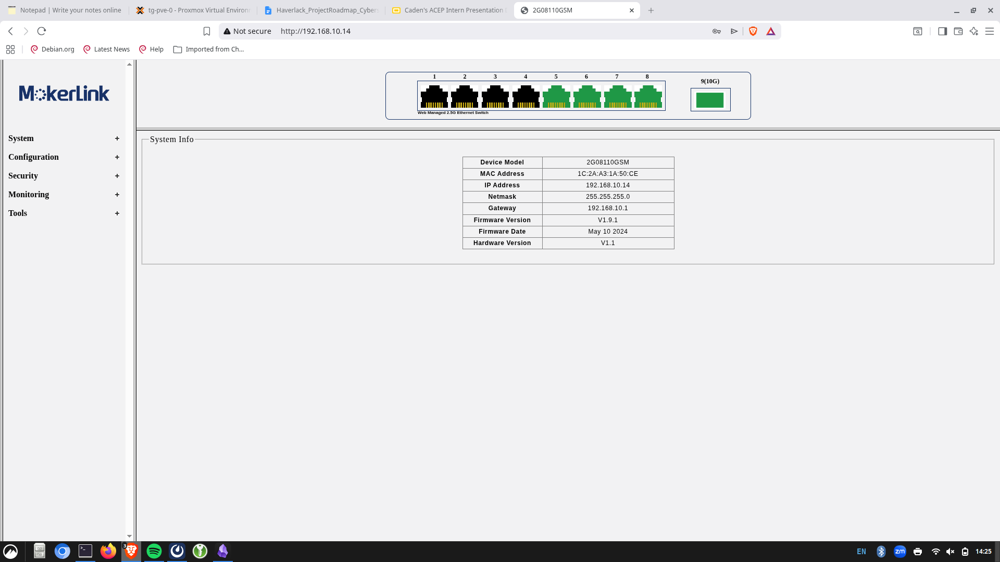 Notepad | Write your notes online
tg-pve-0 - Proxmox Virtual Environ
Haverlack_ProjectRoadmap_Cybers
Caden's ACEP Intern Presentation
2G08110GSM
Not secure
http://192.168.10.14
Debian.org
Latest News
Help
Imported from Ch...
MokerLink
System +
Configuration +
Security +
Monitoring +
Tools +
1 2 3 4 5 6 7 8
9(10G)
Web Managed 2.5G Ethernet Switch
System Info
Device Model 2G08110GSM
MAC Address 1C:2A:A3:1A:50:CE
IP Address 192.168.10.14
Netmask 255.255.255.0
Gateway 192.168.10.1
Firmware Version V1.9.1
Firmware Date May 10 2024
Hardware Version V1.1
3
EN
zm
14:25